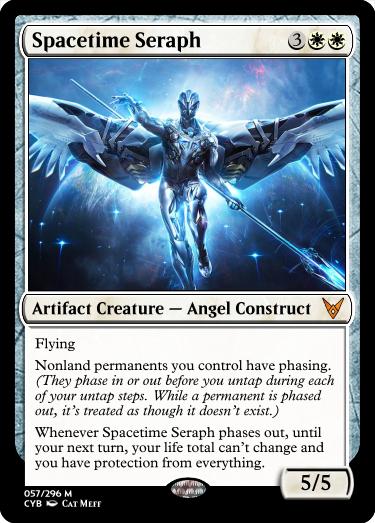 Spacetime Seraph 3
Artifact Creature — Angel Construct
Flying
Nonland permanents you control have phasing.
(They phase in or out before you untap during each
of your untap steps. While a permanent is phased
out, it's treated as though it doesn't exist.)
Whenever Spacetime Seraph phases out, until
your next turn, your life total can't change and
you have protection from everything.
5/5
057/296 M
CYB Cat Meff